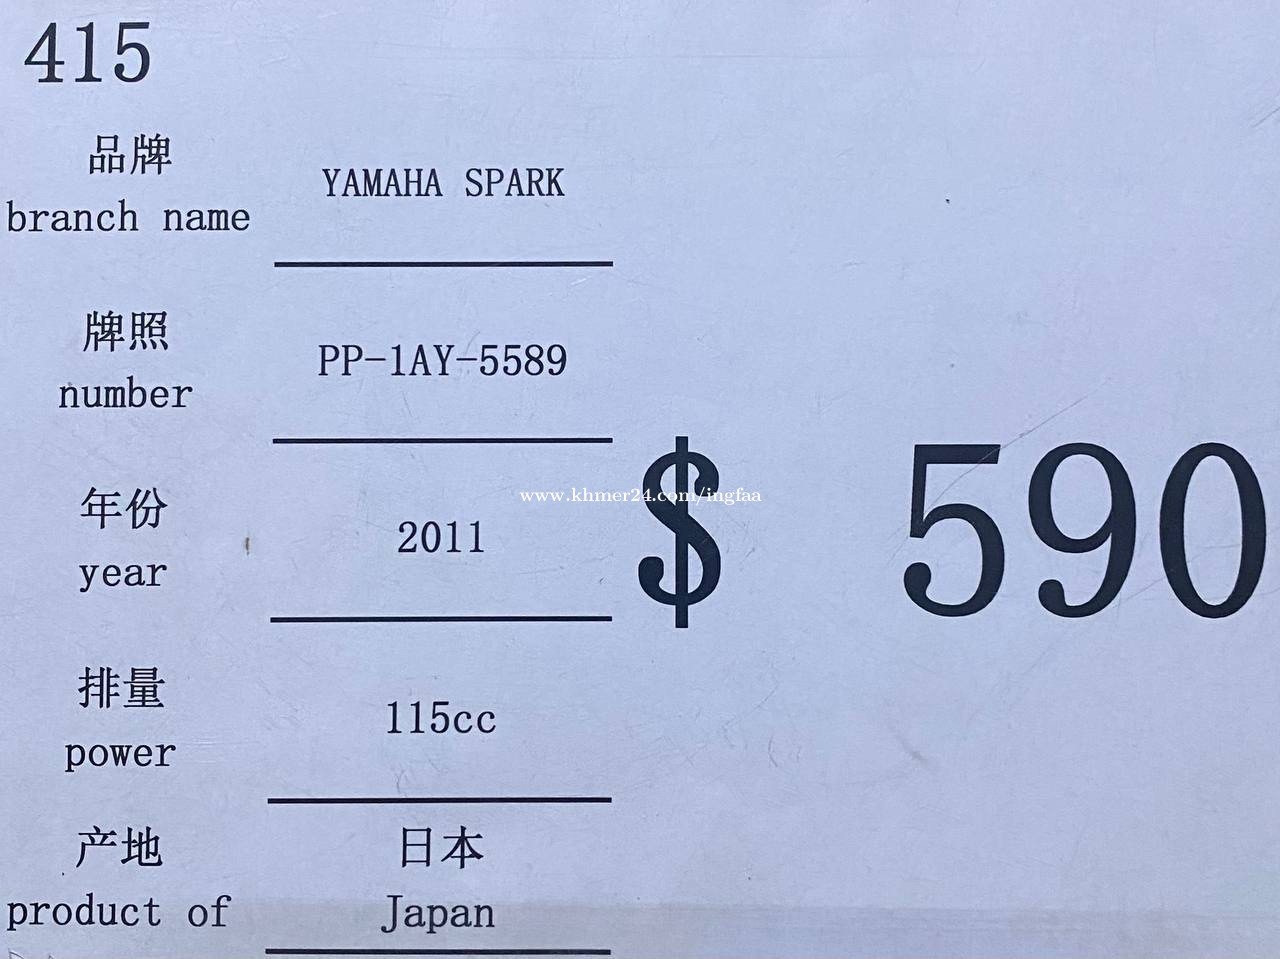 415
品牌
branch name
YAMAHA SPARK
牌照
number
PP-1AY-5589
年份
year
2011
$ 590
www.khmer24.com/ingfaa
排量
power
115cc
产地
product of
日本
Japan